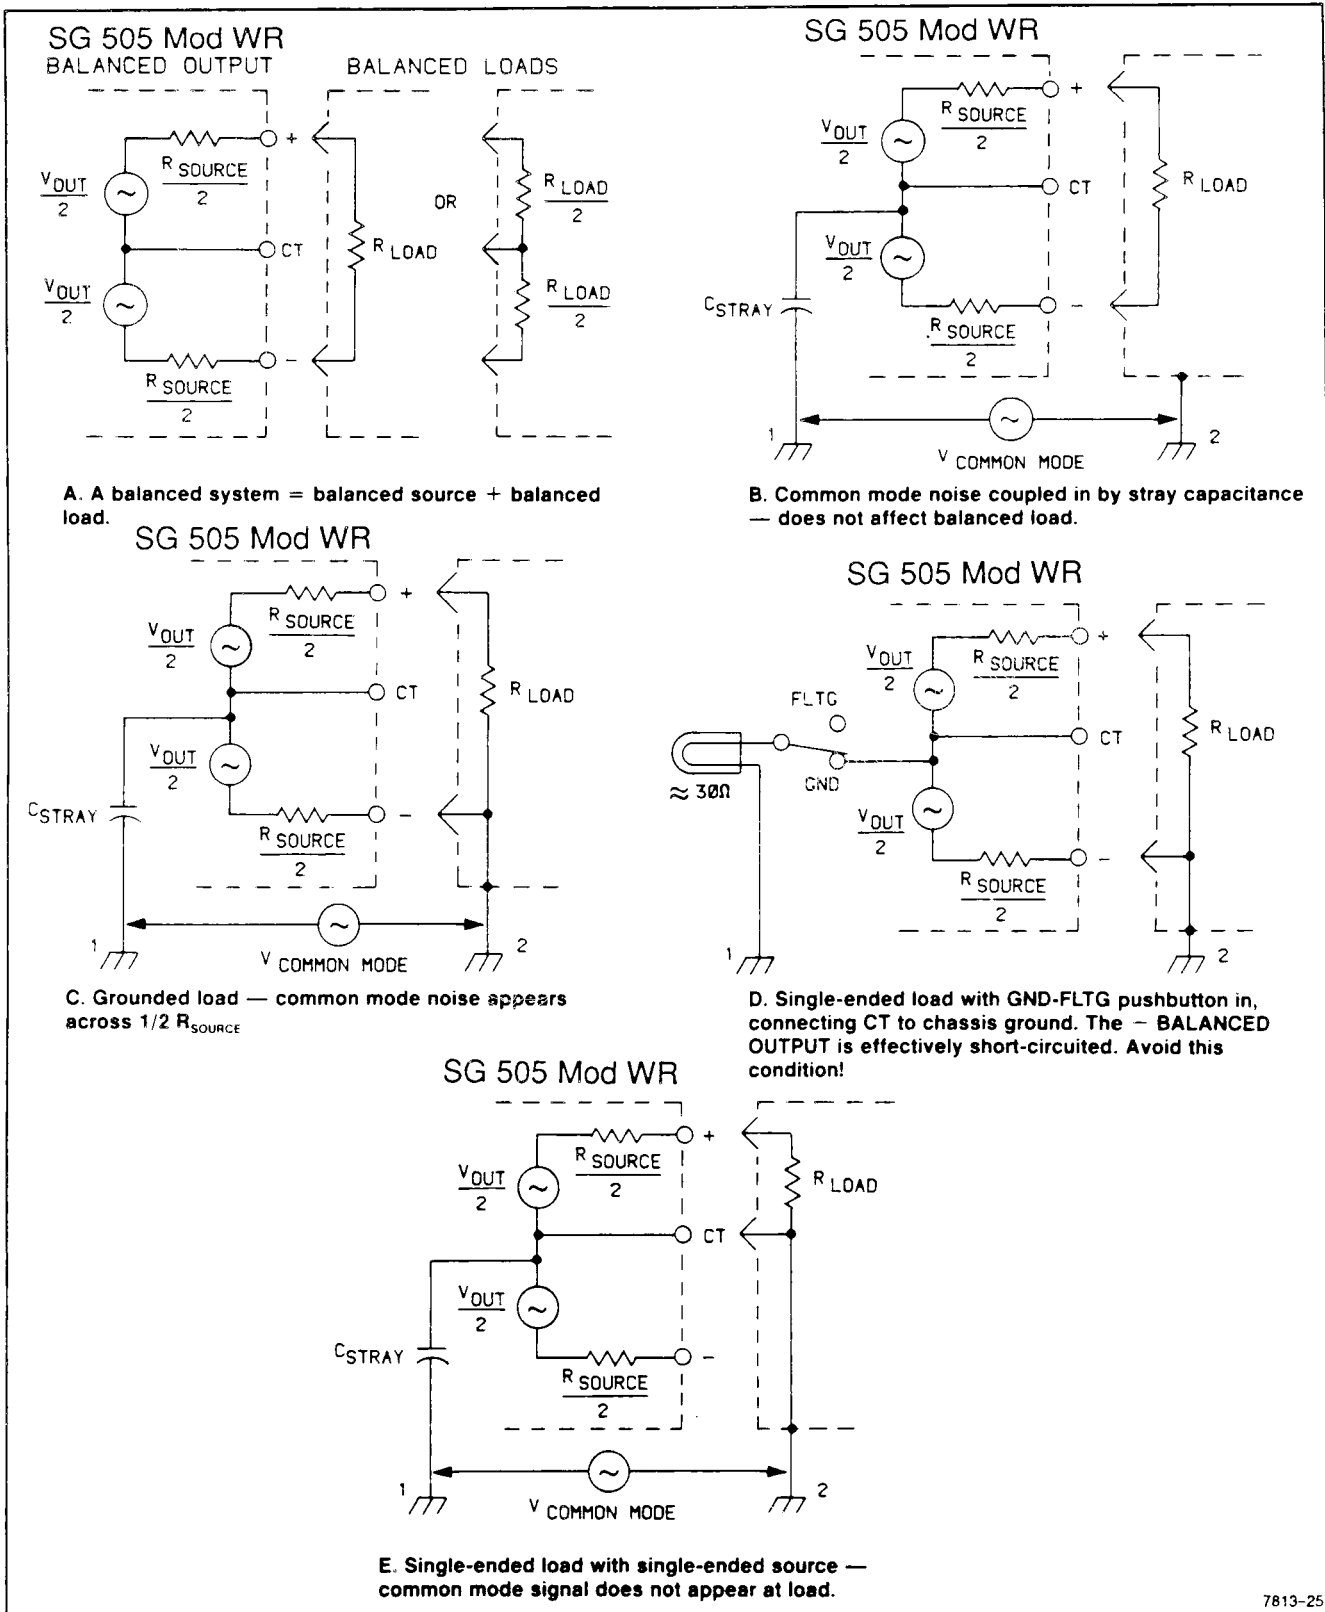 SG 505 Mod WR
BALANCED OUTPUT
BALANCED LOADS
V OUT
2
R SOURCE
2
+
CT
V OUT
2
R SOURCE
2
−
R LOAD
OR
R LOAD
2
R LOAD
2
A. A balanced system = balanced source + balanced
load.
SG 505 Mod WR
V OUT
2
R SOURCE
2
+
CT
V OUT
2
R SOURCE
2
−
R LOAD
C STRAY
1
2
V COMMON MODE
B. Common mode noise coupled in by stray capacitance
— does not affect balanced load.
SG 505 Mod WR
V OUT
2
R SOURCE
2
+
CT
V OUT
2
R SOURCE
2
−
R LOAD
C STRAY
1
2
V COMMON MODE
C. Grounded load — common mode noise appears
across 1/2 R SOURCE
SG 505 Mod WR
V OUT
2
R SOURCE
2
+
FLTG
GND
≈ 30Ω
CT
V OUT
2
R SOURCE
2
−
R LOAD
1
2
D. Single-ended load with GND-FLTG pushbutton in,
connecting CT to chassis ground. The − BALANCED
OUTPUT is effectively short-circuited. Avoid this
condition!
SG 505 Mod WR
V OUT
2
R SOURCE
2
+
CT
V OUT
2
R SOURCE
2
−
R LOAD
C STRAY
1
2
V COMMON MODE
E. Single-ended load with single-ended source —
common mode signal does not appear at load.
7813-25